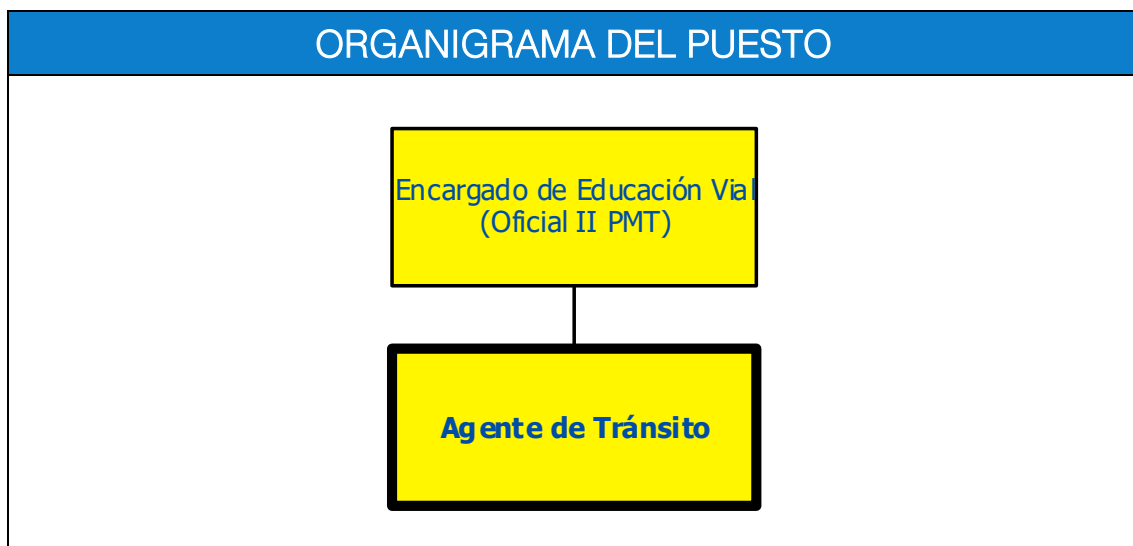 ORGANIGRAMA DEL PUESTO
Encargado de Educación Vial
(Oficial II PMT)
Agente de Tránsito